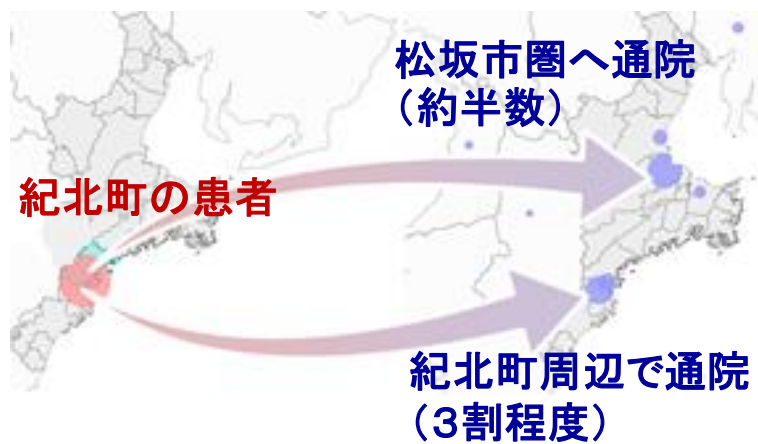 松坂市圏へ通院
（約半数）
紀北町の患者
紀北町周辺で通院
（３割程度）